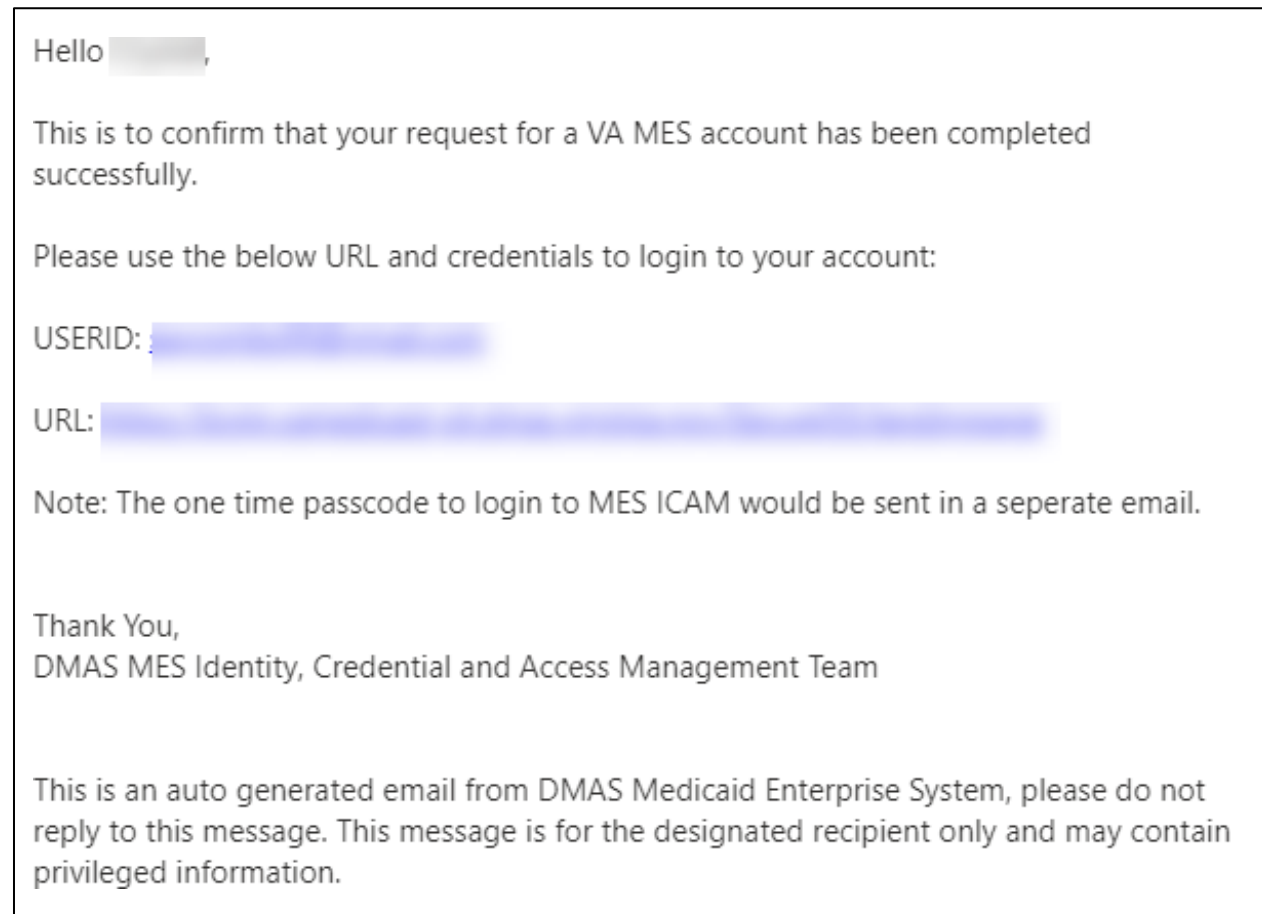 Hello ,
This is to confirm that your request for a VA MES account has been completed
successfully.
Please use the below URL and credentials to login to your account:
USERID:
URL:
Note: The one time passcode to login to MES ICAM would be sent in a seperate email.
Thank You,
DMAS MES Identity, Credential and Access Management Team
This is an auto generated email from DMAS Medicaid Enterprise System, please do not
reply to this message. This message is for the designated recipient only and may contain
privileged information.